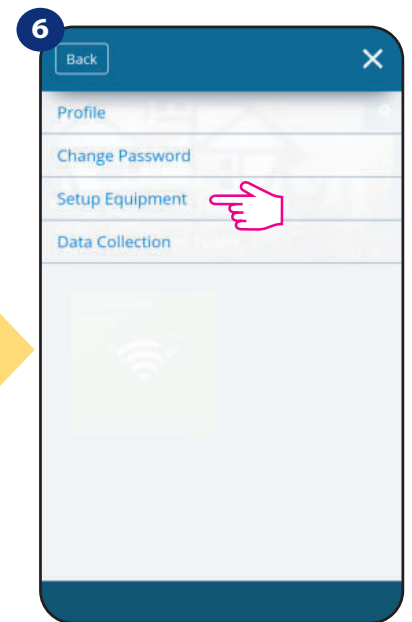 6
Back
Profile
Change Password
Setup Equipment
Data Collection